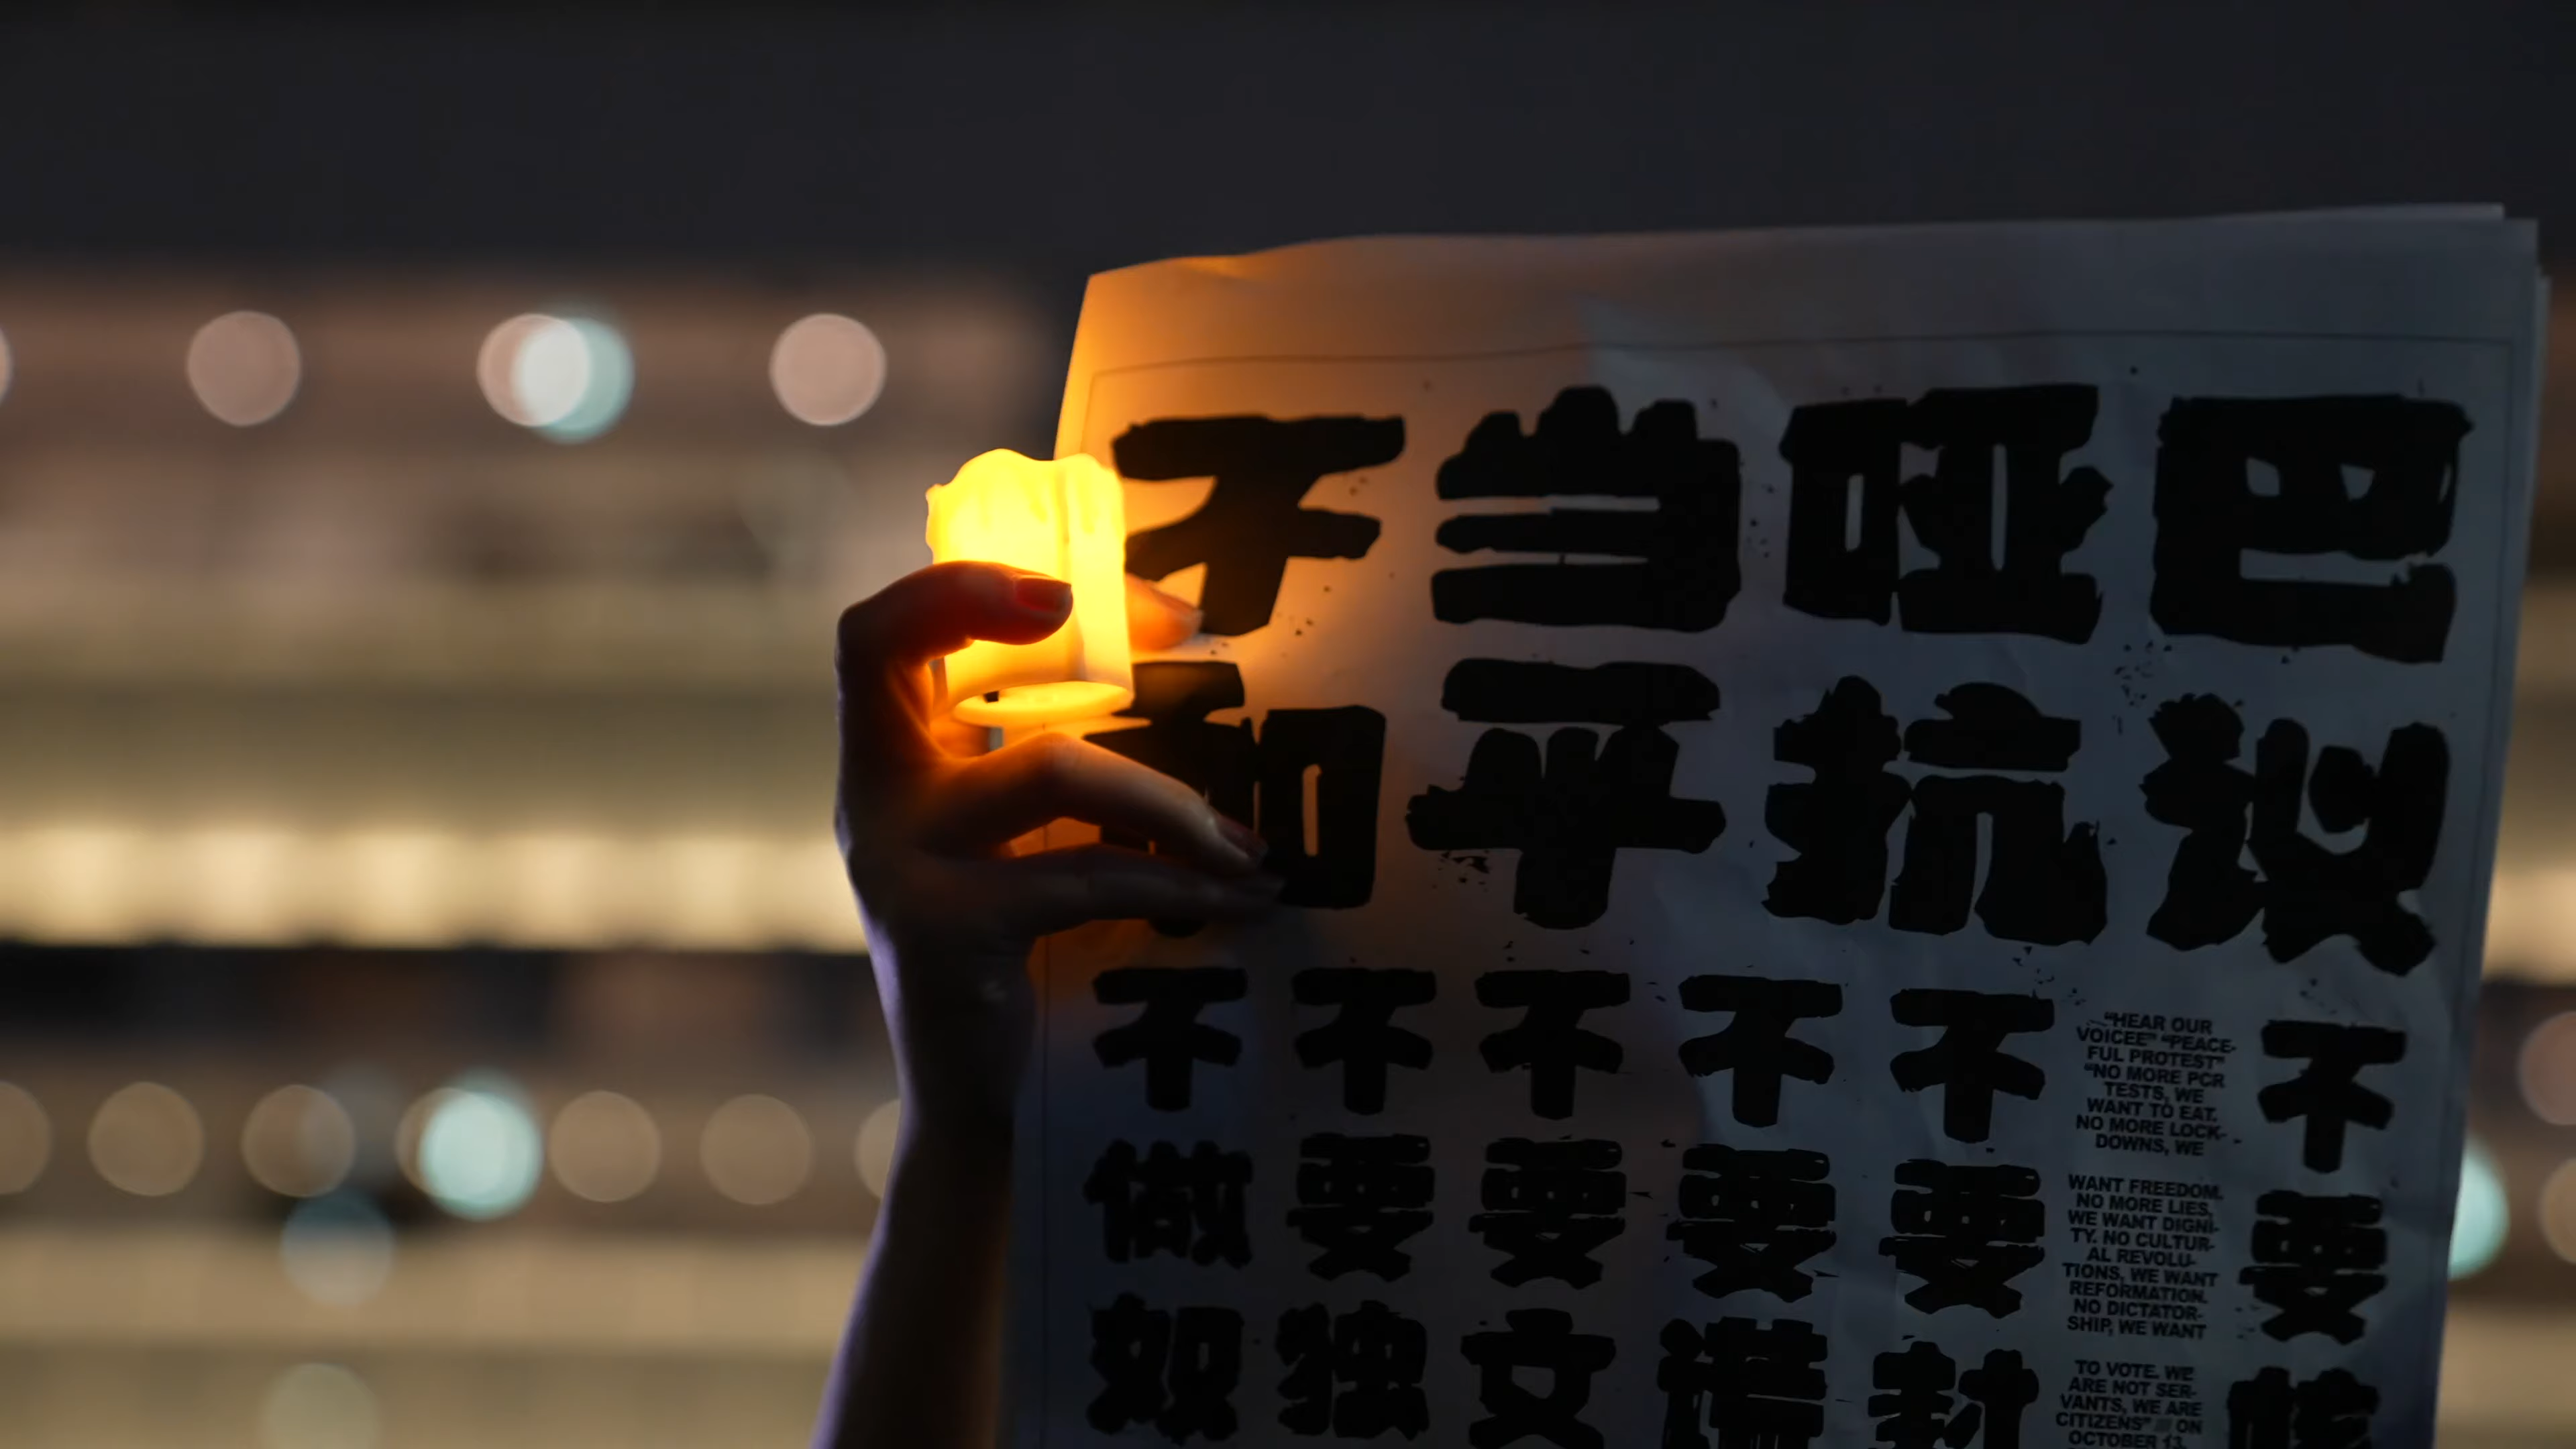 不当哑巴
和平抗议
不做奴
不要独
不要文
不要谎
不要封
“HEAR OUR
VOICEE” “PEACE-
FUL PROTEST”
“NO MORE PCR
TESTS, WE
WANT TO EAT.
NO MORE LOCK-
DOWNS, WE
WANT FREEDOM.
NO MORE LIES,
WE WANT DIGNI-
TY. NO CULTUR-
AL REVOLU-
TIONS, WE WANT
REFORMATION.
NO DICTATOR-
SHIP, WE WANT
TO VOTE. WE
ARE NOT SER-
VANTS, WE ARE
CITIZENS” ON
OCTOBER 13,
不要核